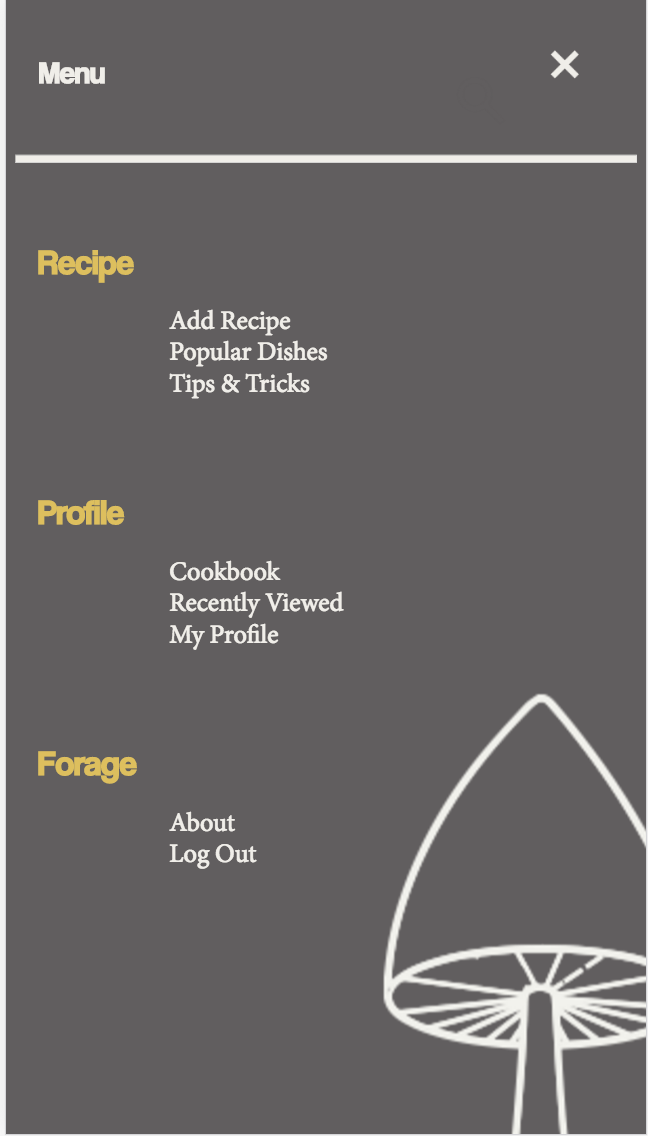 Menu
Recipe
Add Recipe
Popular Dishes
Tips & Tricks
Profile
Cookbook
Recently Viewed
My Profile
Forage
About
Log Out